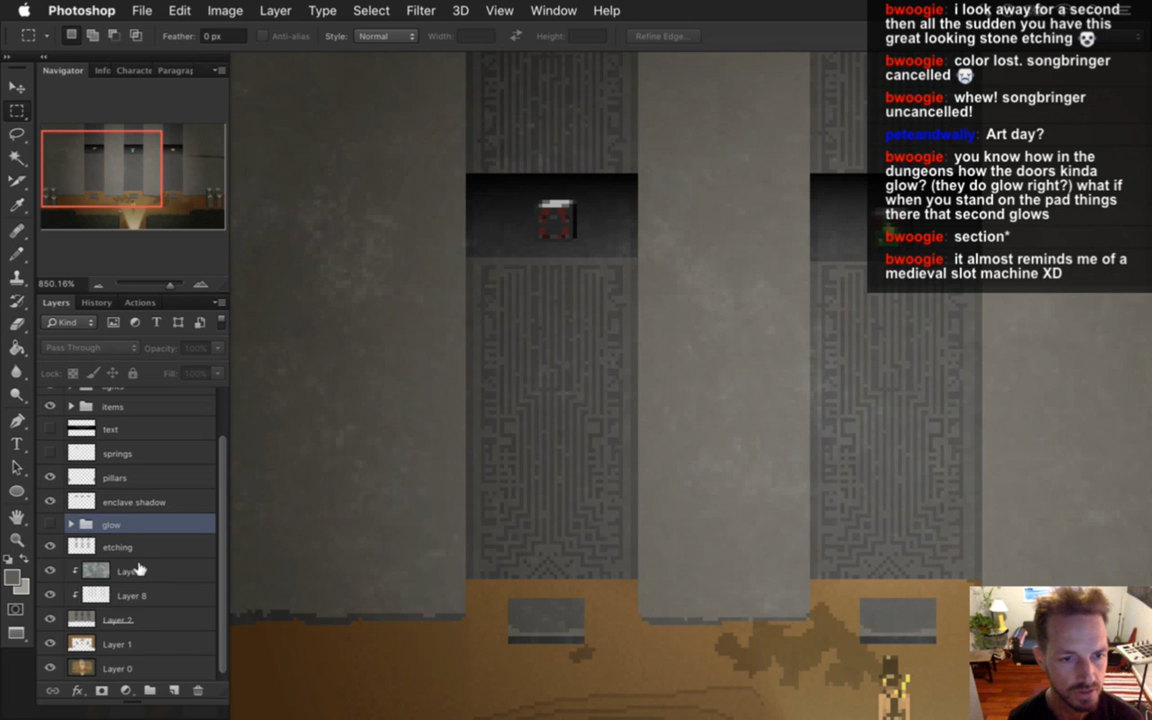 Photoshop File Edit Image Layer Type Select Filter 3D View Window Help
Feather: 0 px Anti-alias Style: Normal Width: Height: Refine Edge...
Navigator Info Characte Paragraj
850.16%
Layers History Actions
Kind
Pass Through Opacity: 100%
Lock: Fill: 100%
items
text
springs
pillars
enclave shadow
glow
etching
Layer 8
Layer 2
Layer 1
Layer 0
fx
bwoogie: i look away for a second
then all the sudden you have this
great looking stone etching
bwoogie: color lost. songbringer
cancelled
bwoogie: whew! songbringer
uncancelled!
peteandwally: Art day?
bwoogie: you know how in the
dungeons how the doors kinda
glow? (they do glow right?) what if
when you stand on the pad things
there that second glows
bwoogie: section*
bwoogie: it almost reminds me of a
medieval slot machine XD